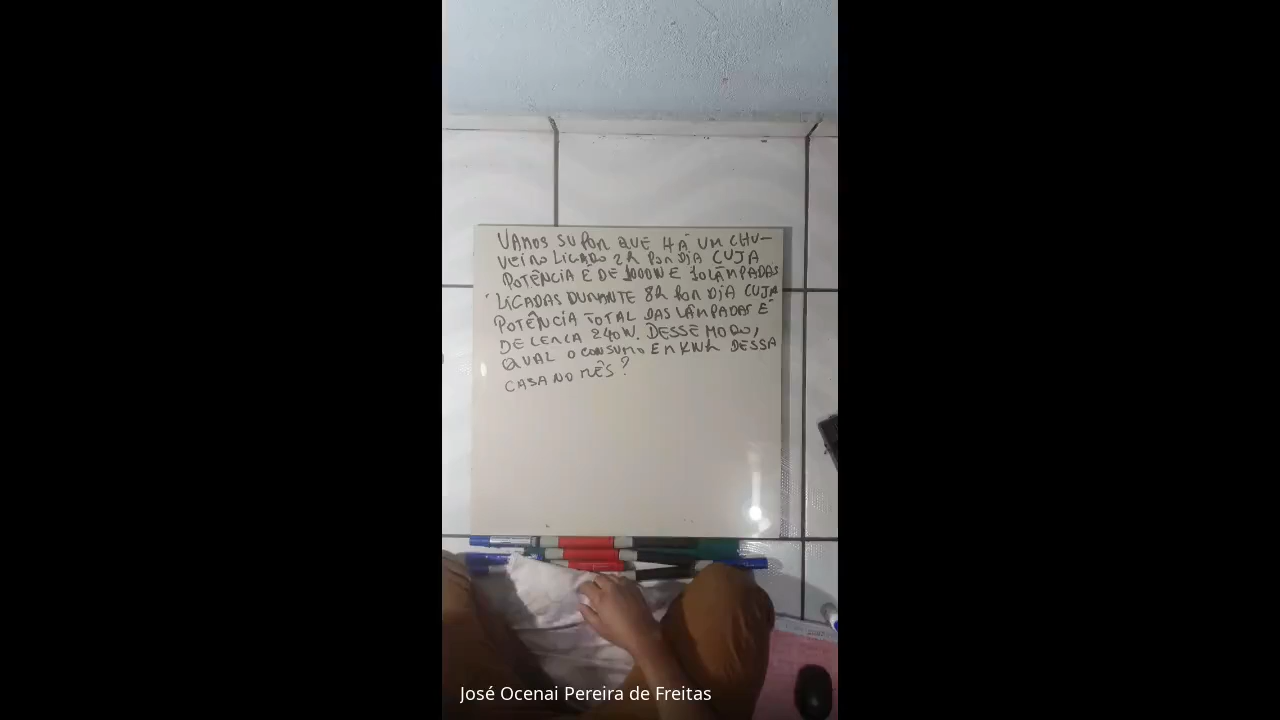 VAMOS SUPOR QUE HÁ UM CHU-
VEIRO LIGADO 2h POR DIA CUJA
POTÊNCIA É DE 1000W E 10 LÂMPADAS
LIGADAS DURANTE 8h POR DIA CUJA
POTÊNCIA TOTAL DAS LÂMPADAS É
DE CERCA 240W. DESSE MODO,
QUAL O CONSUMO EM KWh DESSA
CASA NO MÊS?
José Ocenai Pereira de Freitas